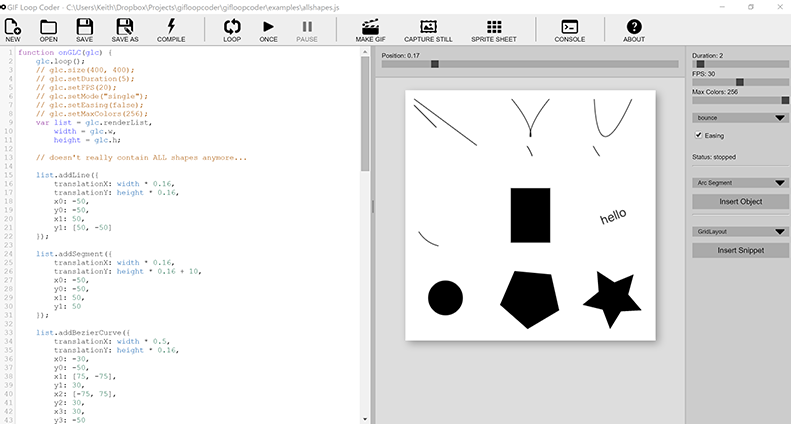 GIF Loop Coder - C:\Users\Keith\Dropbox\Projects\gifloopcoder\gifloopcoder\examples\allshapes.js
NEW OPEN SAVE SAVE AS COMPILE LOOP ONCE PAUSE MAKE GIF CAPTURE STILL SPRITE SHEET CONSOLE ABOUT
1 function onGLC(glc) {
2 glc.loop();
3 // glc.size(400, 400);
4 // glc.setDuration(5);
5 // glc.setFPS(20);
6 // glc.setMode("single");
7 // glc.setEasing(false);
8 // glc.setMaxColors(256);
9 var list = glc.renderList,
10 width = glc.w,
11 height = glc.h;
12
13 // doesn't really contain ALL shapes anymore...
14
15 list.addLine({
16 translationX: width * 0.16,
17 translationY: height * 0.16,
18 x0: -50,
19 y0: -50,
20 x1: 50,
21 y1: [50, -50]
22 });
23
24 list.addSegment({
25 translationX: width * 0.16,
26 translationY: height * 0.16 + 10,
27 x0: -50,
28 y0: -50,
29 x1: 50,
30 y1: 50
31 });
32
33 list.addBezierCurve({
34 translationX: width * 0.5,
35 translationY: height * 0.16,
36 x0: -30,
37 y0: -50,
38 x1: [75, -75],
39 y1: 30,
40 x2: [-75, 75],
41 y2: 30,
42 x3: 30,
43 y3: -50
Position: 0.17
hello
Duration: 2
FPS: 30
Max Colors: 256
bounce
Easing
Status: stopped
Arc Segment
Insert Object
GridLayout
Insert Snippet